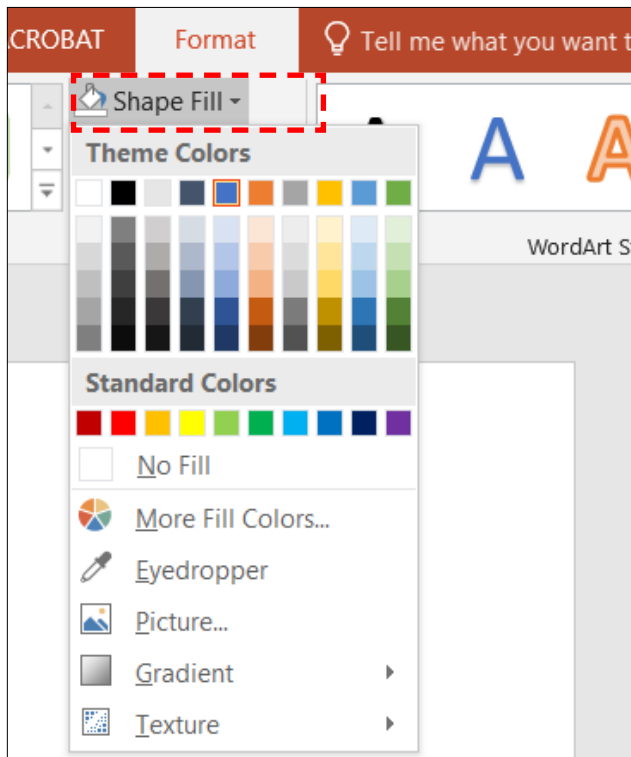 ACROBAT Format Tell me what you want t
Shape Fill
A A A
Theme Colors
WordArt S
Standard Colors
No Fill
More Fill Colors...
Eyedropper
Picture...
Gradient
Texture